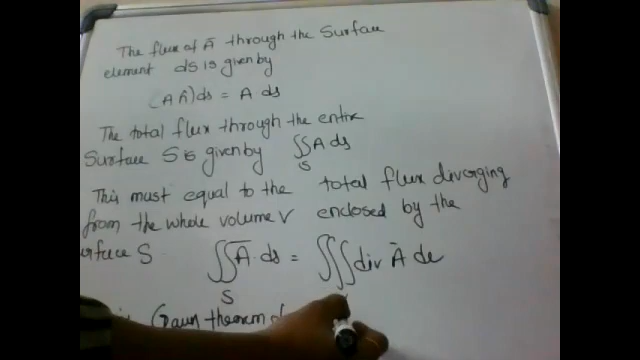 The flux of Ā through the Surface
element ds is given by
(A n̂)ds = A ds
The total flux through the entire
Surface S is given by ∬ A ds
S
This must equal to the total flux diverging
from the whole volume V enclosed by the
urface S. ∬ Ā . ds = ∭ div Ā dv
S
Gauss theorem